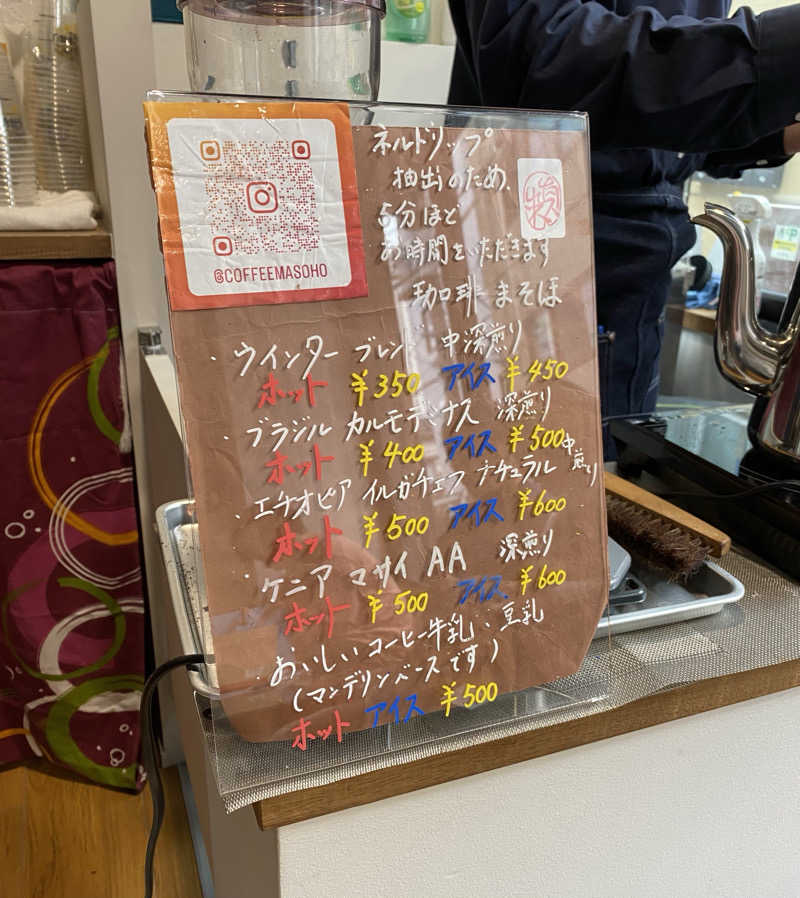 @COFFEEMASOHO
ネルドリップ
抽出のため、
5分ほど
お時間をいただきます
珈琲まそほ
・ウインターブレンド 中深煎り
ホット ¥350 アイス ¥450
・ブラジル カルモデミナス 深煎り
ホット ¥400 アイス ¥500
・エチオピア イルガチェフ ナチュラル 中煎り
ホット ¥500 アイス ¥600
・ケニア マサイ AA 深煎り
ホット ¥500 アイス ¥600
・おいしいコーヒー牛乳、豆乳
(マンデリンベースです)
ホット アイス ¥500